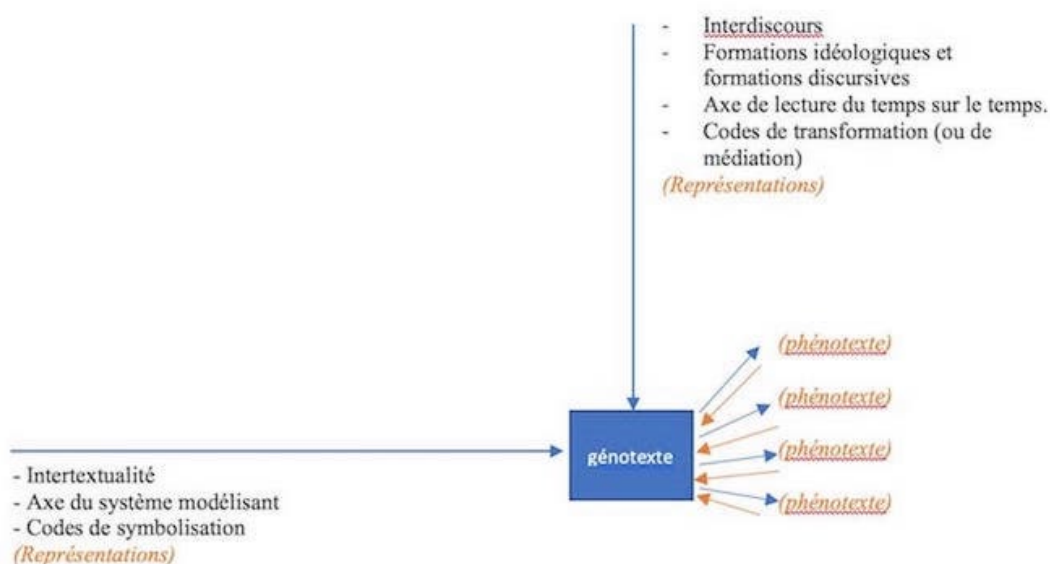 - Interdiscours
- Formations idéologiques et
formations discursives
- Axe de lecture du temps sur le temps.
- Codes de transformation (ou de
médiation)
(Représentations)
(phénotexte)
(phénotexte)
génotexte
(phénotexte)
(phénotexte)
- Intertextualité
- Axe du système modélisant
- Codes de symbolisation
(Représentations)